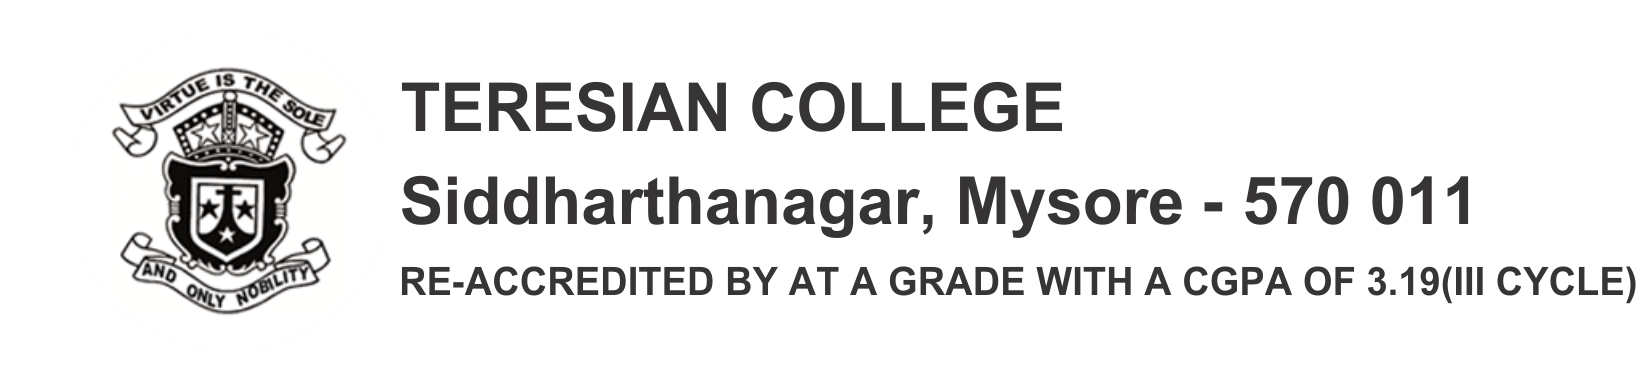 VIRTUE IS THE SOLE
AND ONLY NOBILITY
TERESIAN COLLEGE
Siddharthanagar, Mysore - 570 011
RE-ACCREDITED BY AT A GRADE WITH A CGPA OF 3.19(III CYCLE)